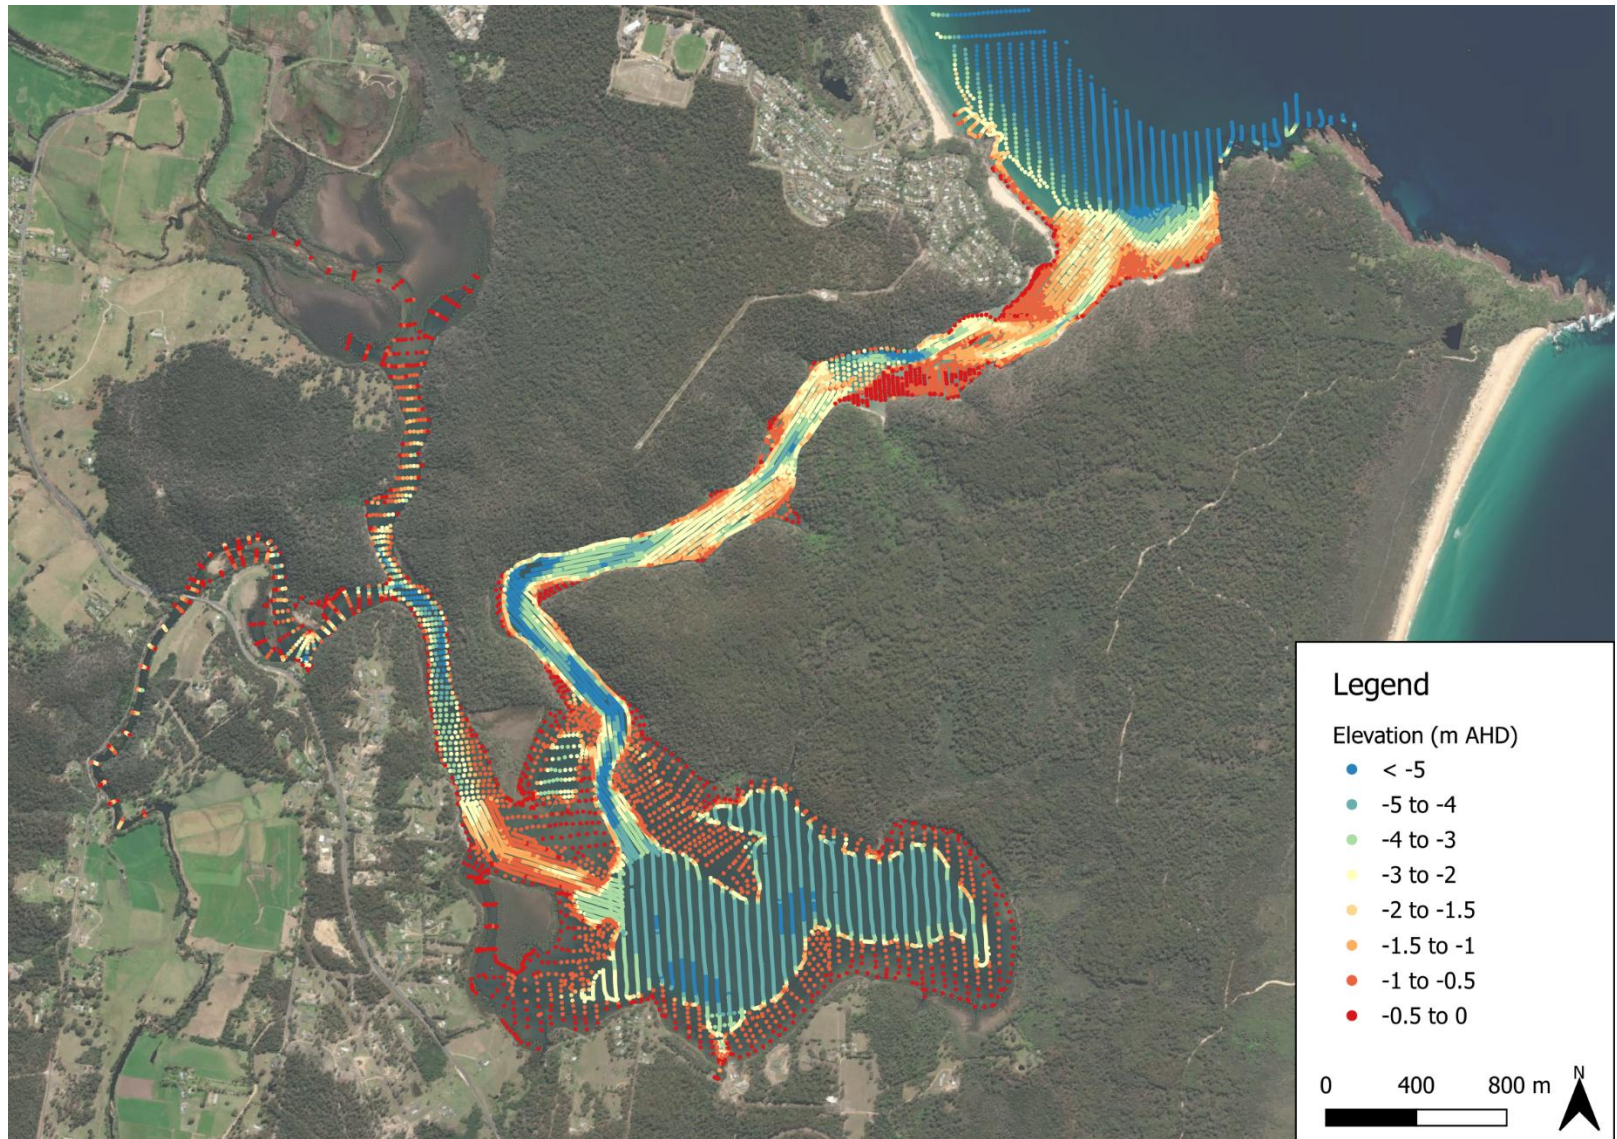 Legend
Elevation (m AHD)
< -5
-5 to -4
-4 to -3
-3 to -2
-2 to -1.5
-1.5 to -1
-1 to -0.5
-0.5 to 0
0 400 800 m
N